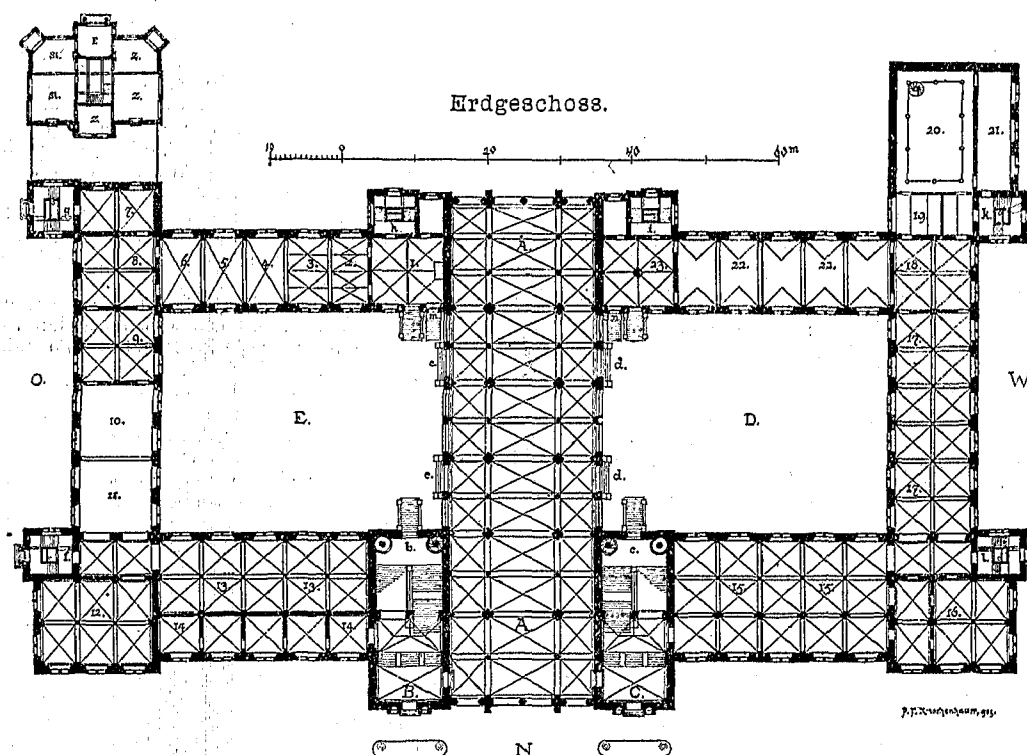 Erdgeschoss.
10 0 20 40 60 m
Z.
Z.
Z
20. 21.
g 7. h. i. 19. k.
A.
6. 5. 4. 3. 2. 1. 23. 22. 22. 18.
8.
9. 17.
O. e. d. W
10. E. D.
11. e. d. 17.
f. b. c. l.
13. 13. 15. 15.
12. 14. 14. A 16.
B. C.
N